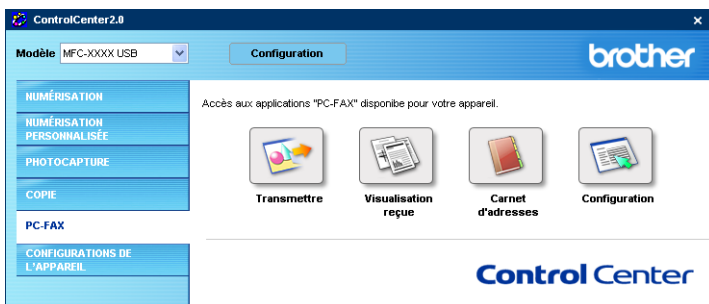 ControlCenter2.0
Modèle MFC-XXXX USB Configuration
brother
NUMÉRISATION
NUMÉRISATION
PERSONNALISÉE
PHOTOCAPTURE
COPIE
PC-FAX
CONFIGURATIONS DE
L'APPAREIL
Accès aux applications "PC-FAX" disponibe pour votre appareil.
Transmettre
Visualisation
reçue
Carnet
d'adresses
Configuration
Control Center